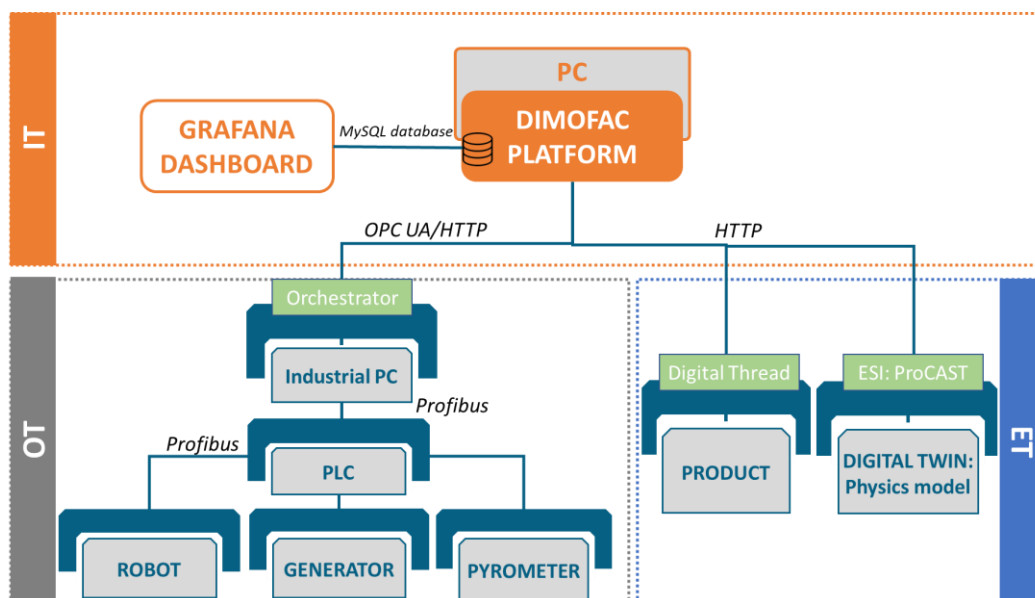 IT
PC
GRAFANA
DASHBOARD
MySQL database
DIMOFAC
PLATFORM
OPC UA/HTTP
HTTP
OT
Orchestrator
Industrial PC
Profibus
Profibus
PLC
ROBOT
GENERATOR
PYROMETER
Digital Thread
PRODUCT
ESI: ProCAST
DIGITAL TWIN:
Physics model
ET